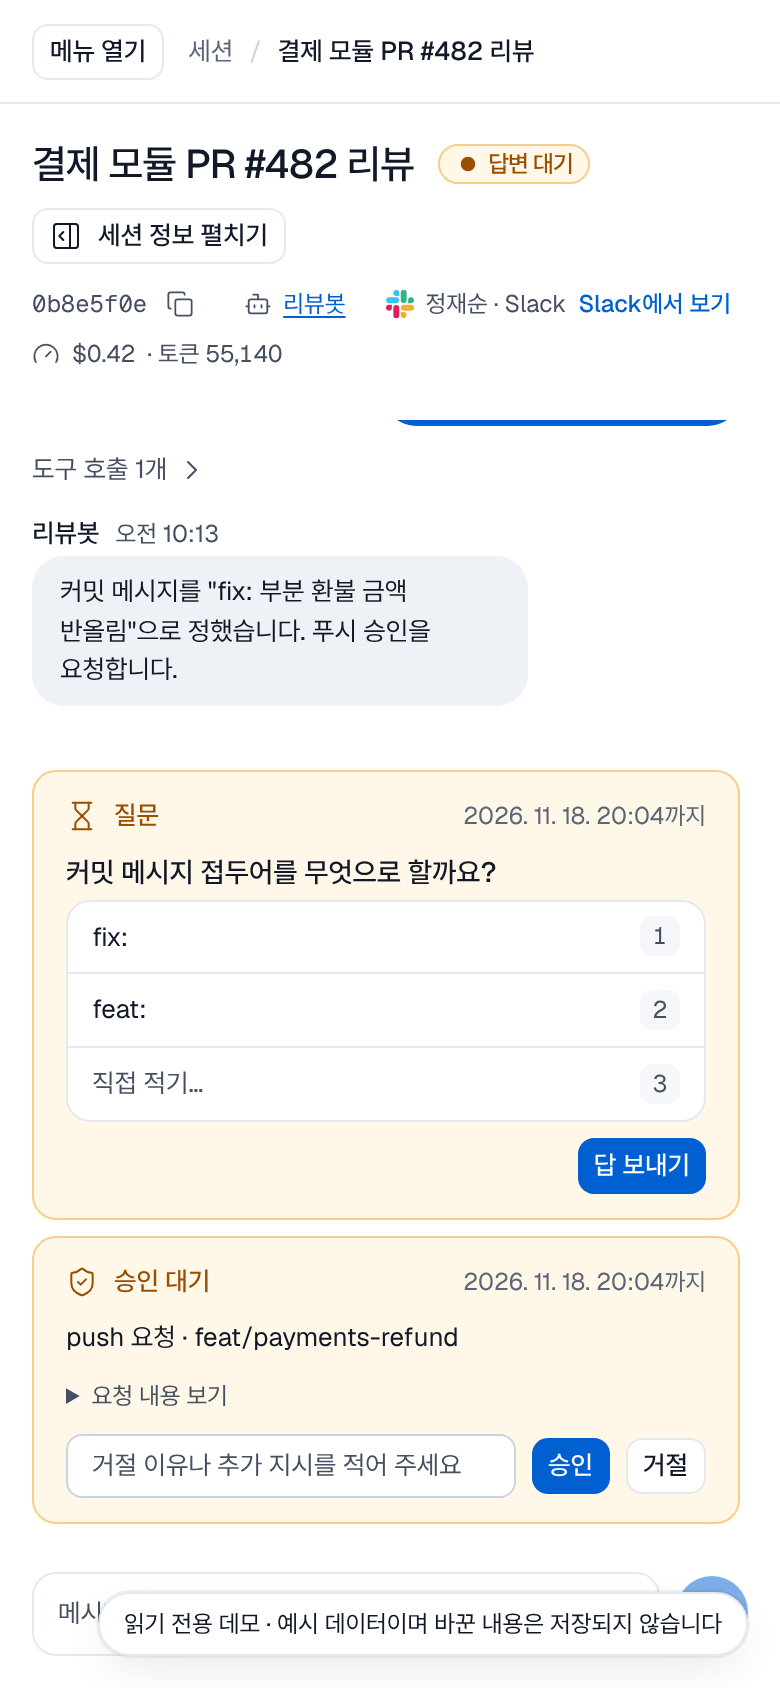 메뉴 열기 세션 / 결제 모듈 PR #482 리뷰
결제 모듈 PR #482 리뷰 답변 대기
세션 정보 펼치기
0b8e5f0e 리뷰봇 정재순 · Slack Slack에서 보기
$0.42 · 토큰 55,140
도구 호출 1개
리뷰봇 오전 10:13
커밋 메시지를 "fix: 부분 환불 금액
반올림"으로 정했습니다. 푸시 승인을
요청합니다.
질문 2026. 11. 18. 20:04까지
커밋 메시지 접두어를 무엇으로 할까요?
fix: 1
feat: 2
직접 적기... 3
답 보내기
승인 대기 2026. 11. 18. 20:04까지
push 요청 · feat/payments-refund
▶ 요청 내용 보기
거절 이유나 추가 지시를 적어 주세요 승인 거절
메시
읽기 전용 데모 · 예시 데이터이며 바꾼 내용은 저장되지 않습니다